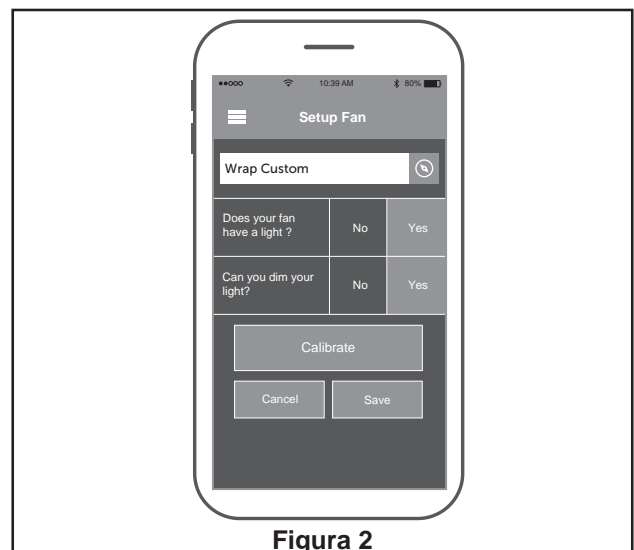 10:39 AM 80%
Setup Fan
Wrap Custom
Does your fan
have a light ?
No
Yes
Can you dim your
light?
No
Yes
Calibrate
Cancel
Save
Figura 2